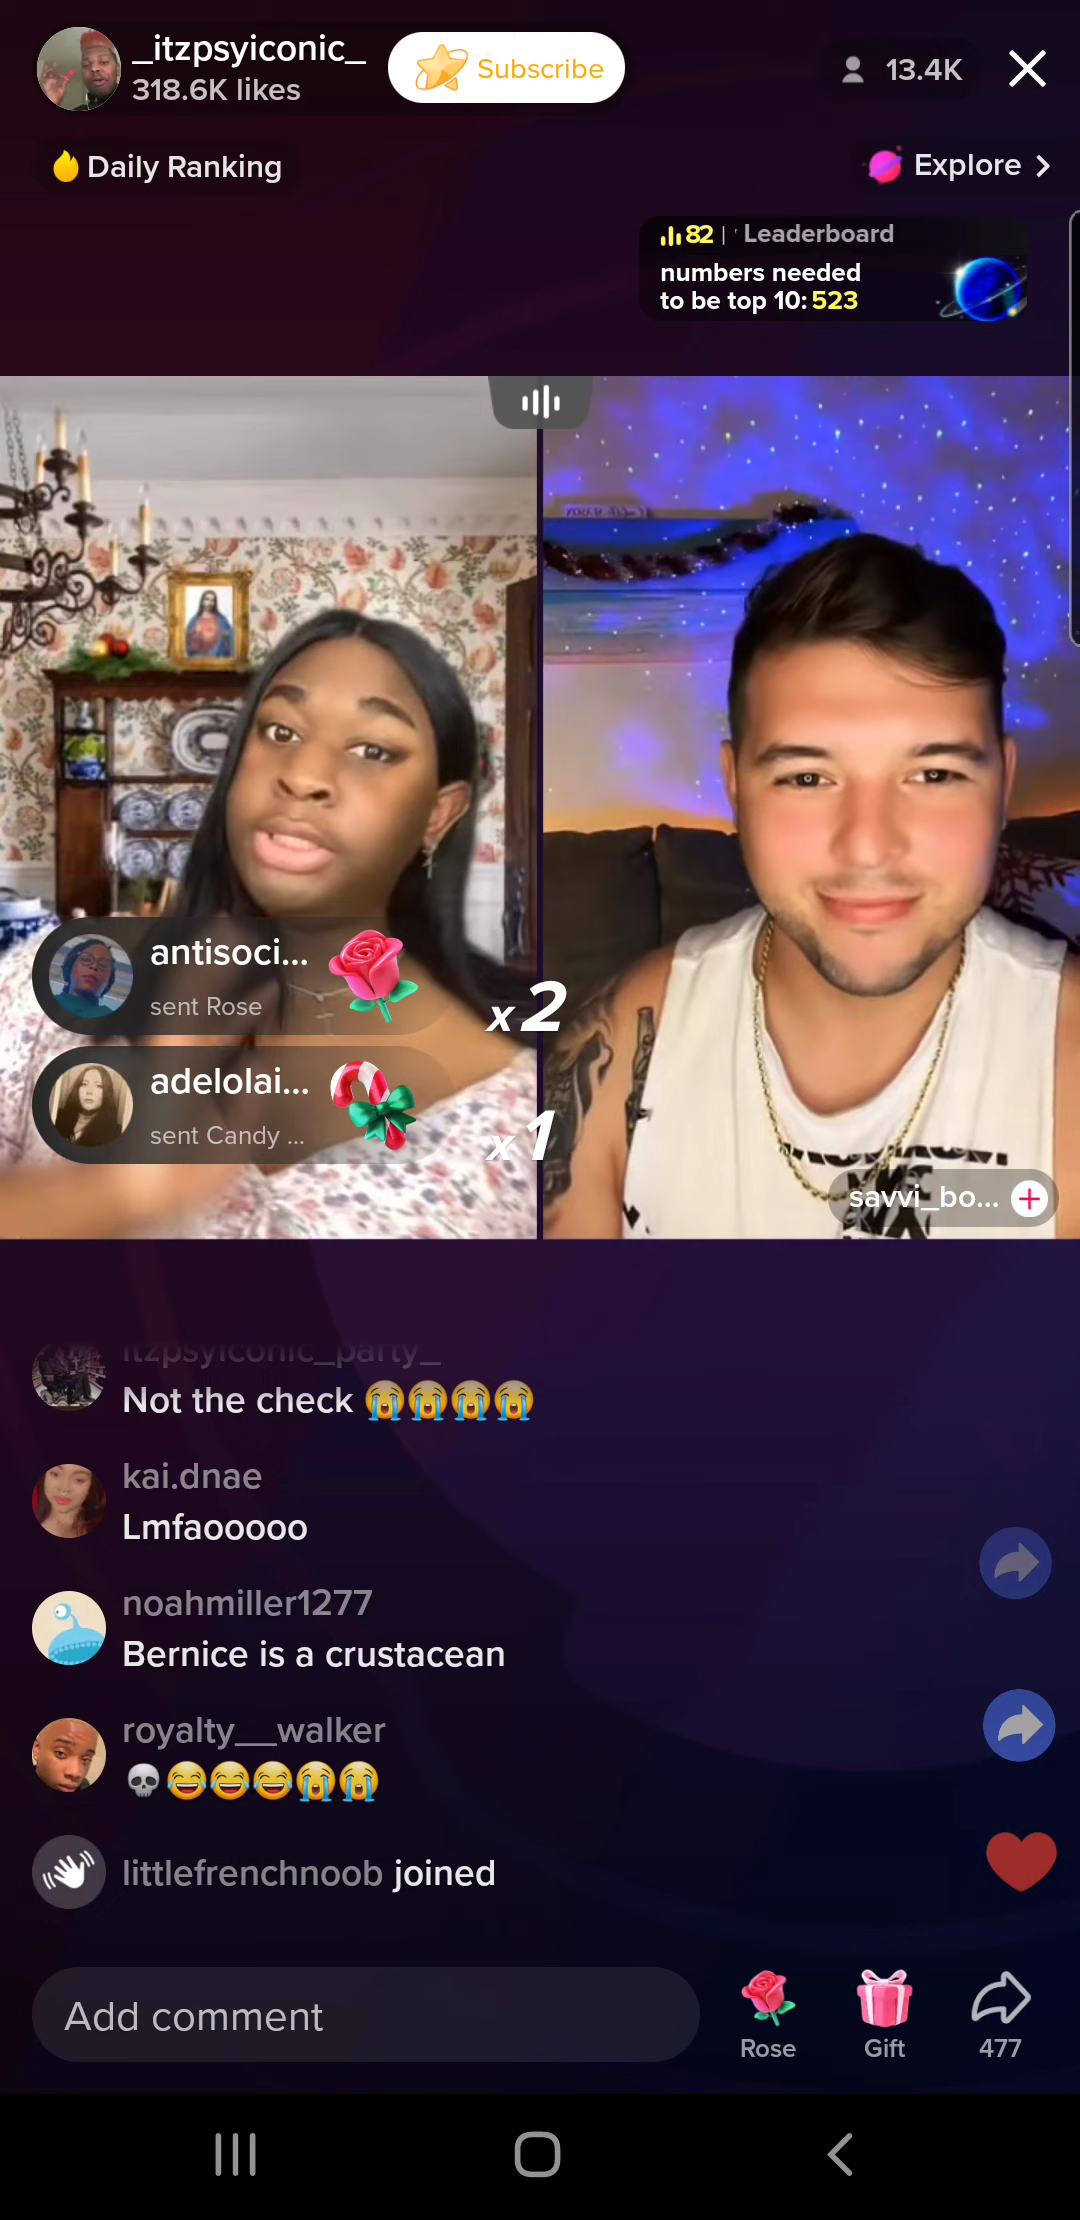 _itzpsyiconic_
318.6K likes
Subscribe
13.4K
Daily Ranking
Explore
82 | Leaderboard
numbers needed
to be top 10: 523
antisoci...
sent Rose
x2
adelolai...
sent Candy ...
x1
savvi_bo...
itzpsyiconic_party_
Not the check 😭😭😭😭
kai.dnae
Lmfaooooo
noahmiller1277
Bernice is a crustacean
royalty__walker
💀😂😂😂😭😭
littlefrenchnoob joined
Add comment
Rose
Gift
477